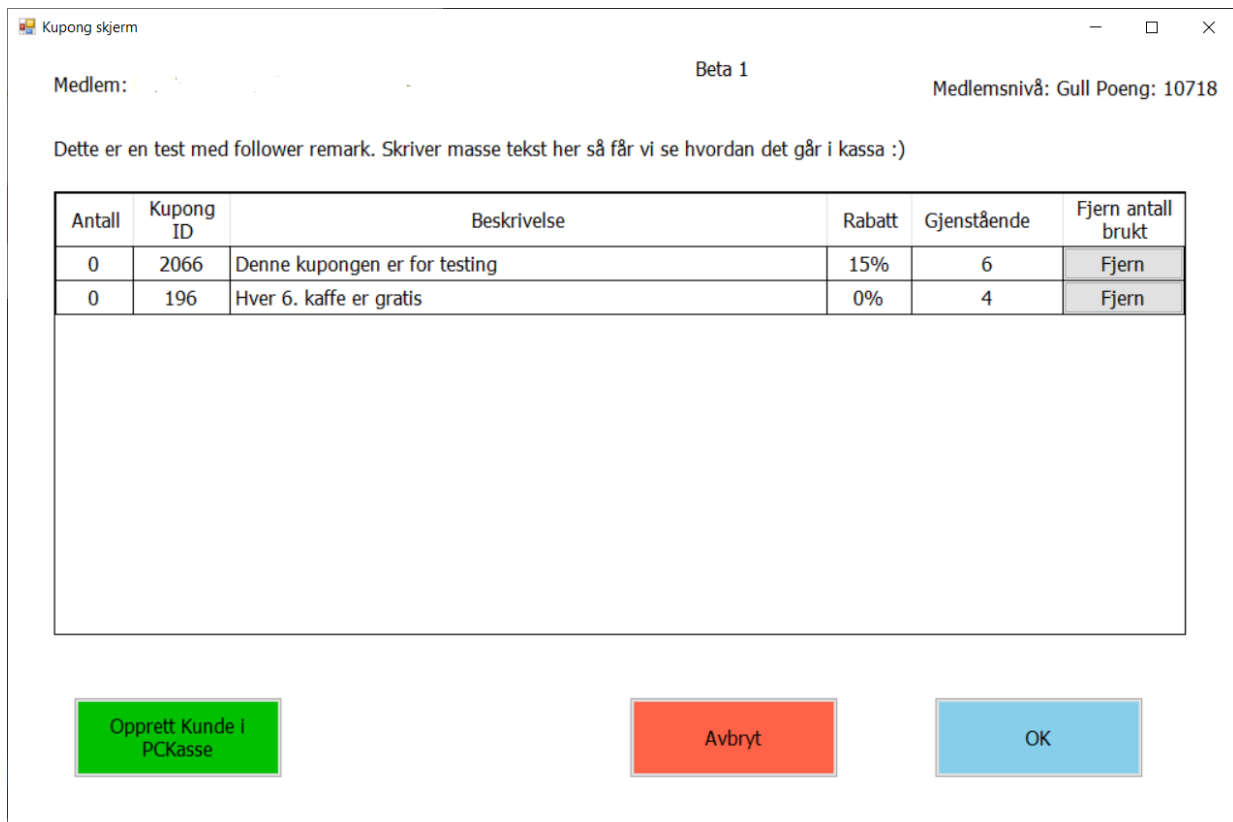 Kupong skjerm
Beta 1
Medlem:
Medlemsnivå: Gull Poeng: 10718
Dette er en test med follower remark. Skriver masse tekst her så får vi se hvordan det går i kassa :)
Antall Kupong ID Beskrivelse Rabatt Gjenstående Fjern antall brukt
0 2066 Denne kupongen er for testing 15% 6 Fjern
0 196 Hver 6. kaffe er gratis 0% 4 Fjern
Opprett Kunde i
PCKasse
Avbryt
OK